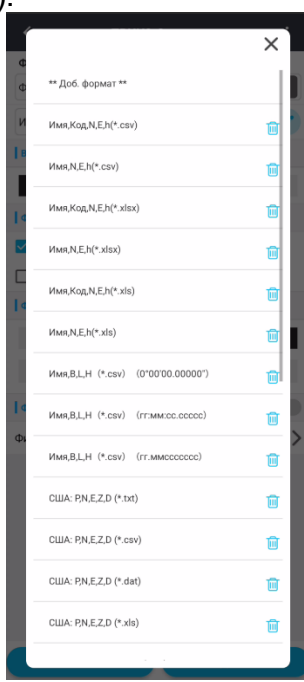 ).
** Доб. формат **
Имя,Код,N,E,h(*.csv)
Имя,N,E,h(*.csv)
Имя,Код,N,E,h(*.xlsx)
Имя,N,E,h(*.xlsx)
Имя,Код,N,E,h(*.xls)
Имя,N,E,h(*.xls)
Имя,B,L,H (*.csv) (0°00'00.00000")
Имя,B,L,H (*.csv) (гг:мм:сс.ссссс)
Имя,B,L,H (*.csv) (гг.ммссссссс)
США: P,N,E,Z,D (*.txt)
США: P,N,E,Z,D (*.csv)
США: P,N,E,Z,D (*.dat)
США: P,N,E,Z,D (*.xls)